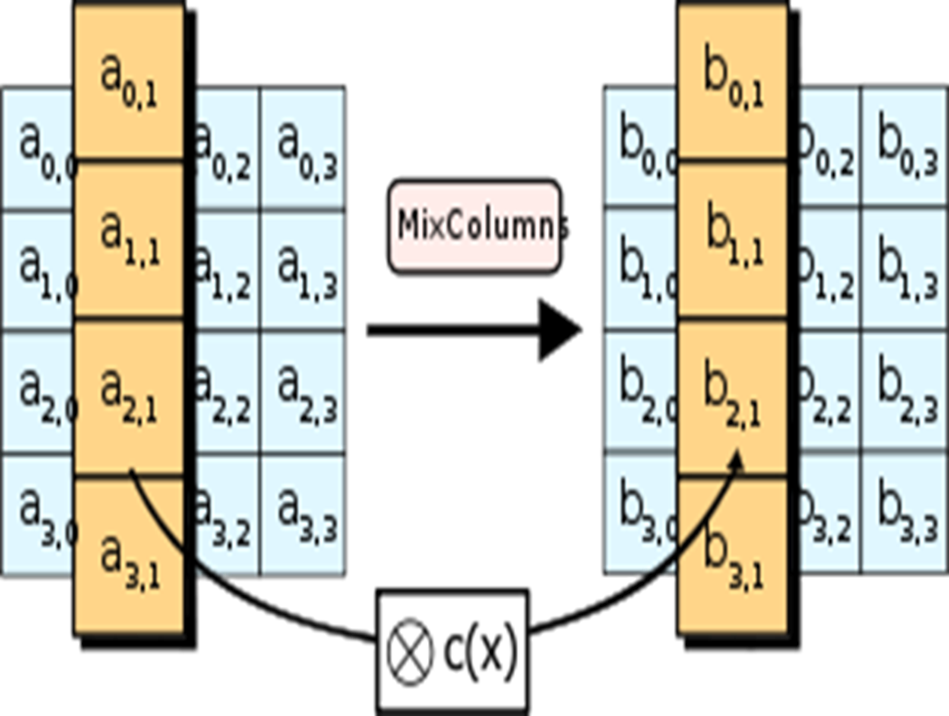 a0,1 b0,1
a0,0 a0,2 a0,3 b0,0 b0,2 b0,3
MixColumns
a1,1 b1,1
a1,0 a1,2 a1,3 b1,0 b1,2 b1,3
a2,1 b2,1
a2,0 a2,2 a2,3 b2,0 b2,2 b2,3
a3,0 a3,2 a3,3 b3,0 b3,2 b3,3
a3,1 b3,1
⊗ c(x)